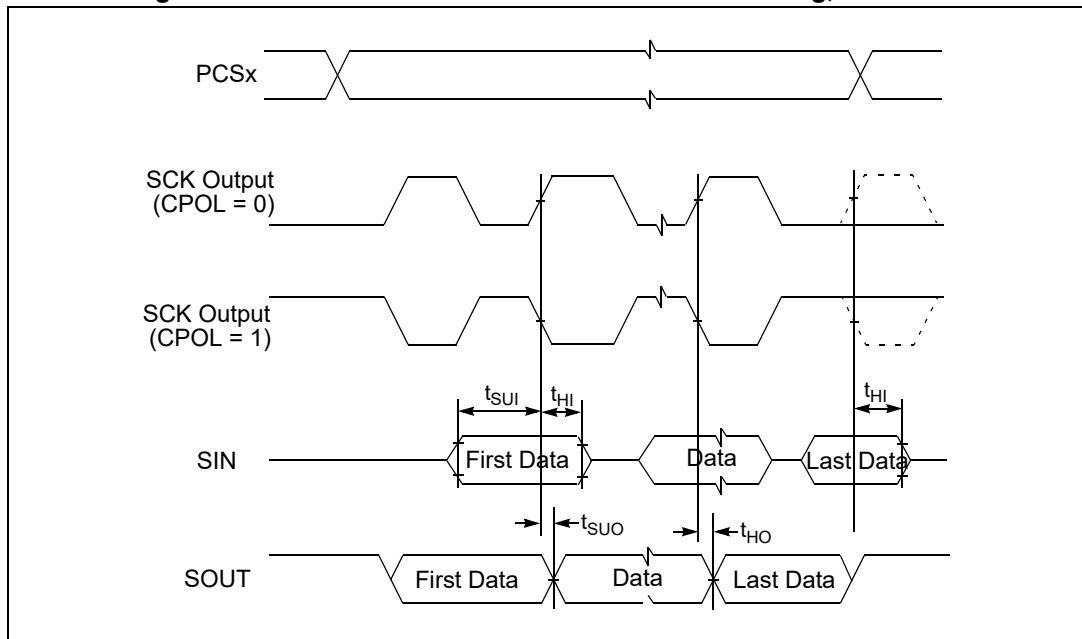 PCSx
SCK Output
(CPOL = 0)
SCK Output
(CPOL = 1)
tSUI
tHI
tHI
SIN
First Data
Data
Last Data
tSUO
tHO
SOUT
First Data
Data
Last Data